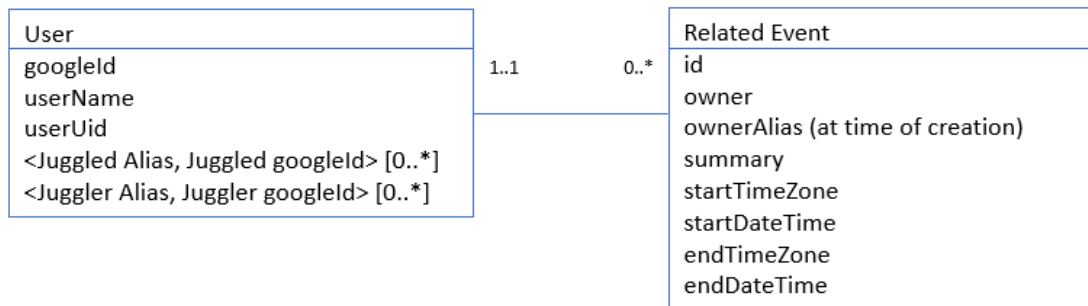 User
googleId
userName
userUid
<Juggled Alias, Juggled googleId> [0..*]
<Juggler Alias, Juggler googleId> [0..*]
1..1
0..*
Related Event
id
owner
ownerAlias (at time of creation)
summary
startTimeZone
startDateTime
endTimeZone
endDateTime